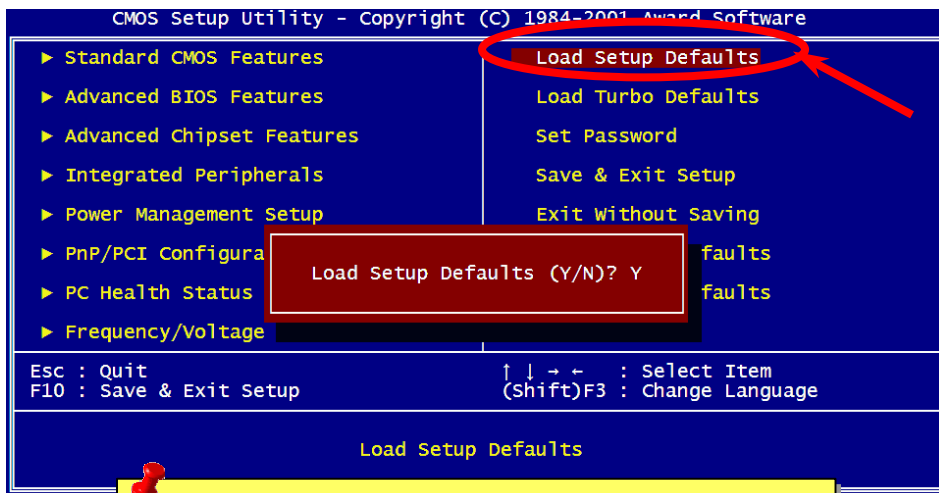 CMOS Setup Utility - Copyright (C) 1984-2001 Award Software
► Standard CMOS Features
► Advanced BIOS Features
► Advanced Chipset Features
► Integrated Peripherals
► Power Management Setup
► PnP/PCI Configura
► PC Health Status
► Frequency/Voltage
Load Setup Defaults
Load Turbo Defaults
Set Password
Save & Exit Setup
Exit Without Saving
faults
faults
Load Setup Defaults (Y/N)? Y
Esc : Quit
F10 : Save & Exit Setup
↑ ↓ → ← : Select Item
(Shift)F3 : Change Language
Load Setup Defaults